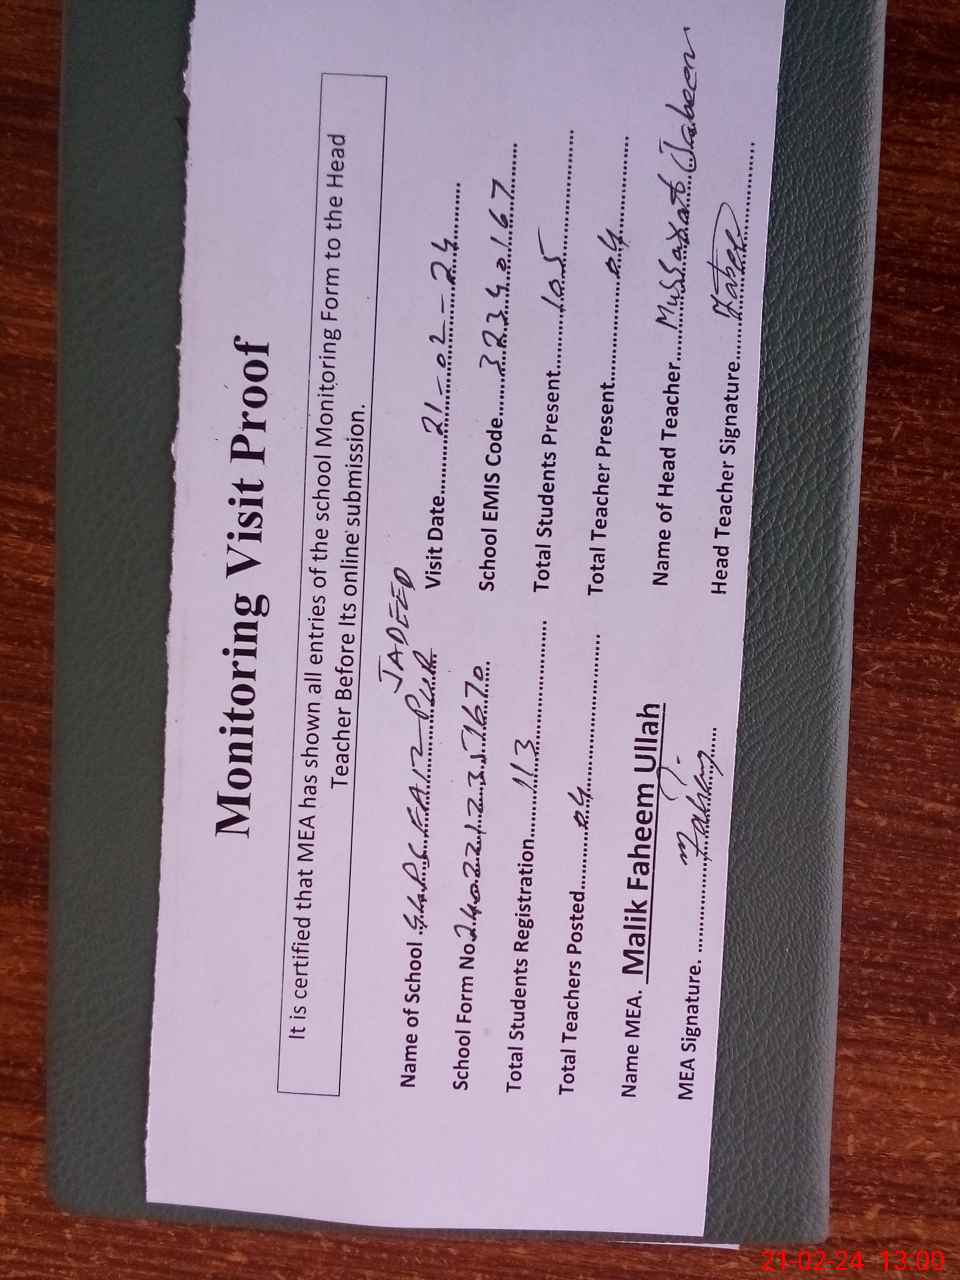 Monitoring Visit Proof
It is certified that MEA has shown all entries of the school Monitoring Form to the Head
Teacher Before Its online submission.
Name of School GGPS FAIZ PUR JADEED
Visit Date 21-02-24
School Form No 2402212357670
School EMIS Code 32340167
Total Students Registration 113
Total Students Present 105
Total Teachers Posted 04
Total Teacher Present 04
Name MEA. Malik Faheem Ullah
Name of Head Teacher Mussarat Jabeen
MEA Signature.
Head Teacher Signature
21-02-24 13:00